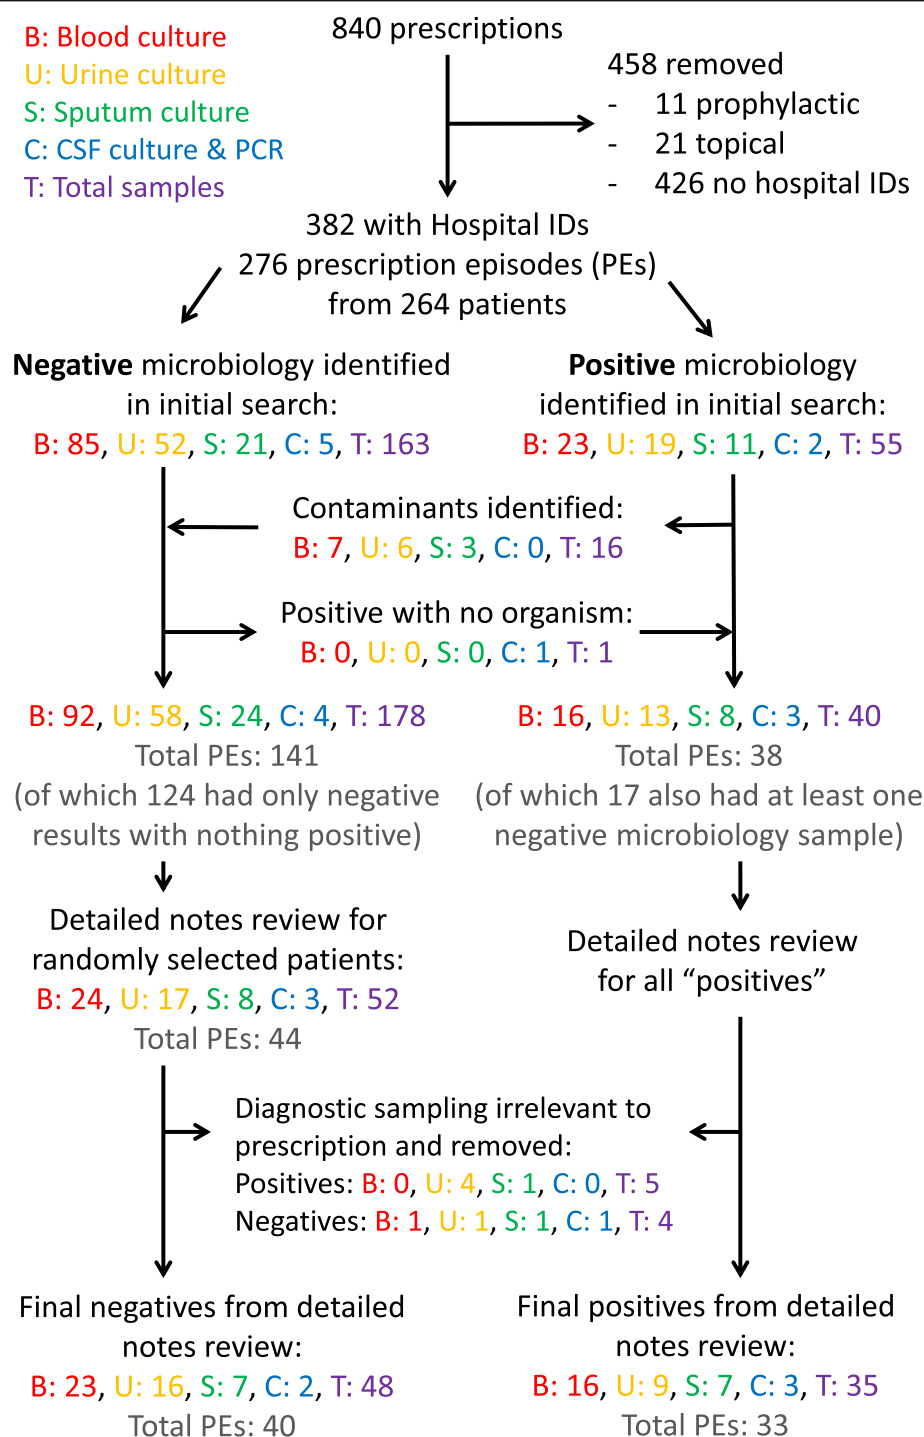 B: Blood culture
U: Urine culture
S: Sputum culture
C: CSF culture & PCR
T: Total samples
840 prescriptions
458 removed
- 11 prophylactic
- 21 topical
- 426 no hospital IDs
382 with Hospital IDs
276 prescription episodes (PEs)
from 264 patients
Negative microbiology identified
in initial search:
B: 85, U: 52, S: 21, C: 5, T: 163
Positive microbiology
identified in initial search:
B: 23, U: 19, S: 11, C: 2, T: 55
Contaminants identified:
B: 7, U: 6, S: 3, C: 0, T: 16
Positive with no organism:
B: 0, U: 0, S: 0, C: 1, T: 1
B: 92, U: 58, S: 24, C: 4, T: 178
Total PEs: 141
(of which 124 had only negative
results with nothing positive)
B: 16, U: 13, S: 8, C: 3, T: 40
Total PEs: 38
(of which 17 also had at least one
negative microbiology sample)
Detailed notes review for
randomly selected patients:
B: 24, U: 17, S: 8, C: 3, T: 52
Total PEs: 44
Detailed notes review
for all “positives”
Diagnostic sampling irrelevant to
prescription and removed:
Positives: B: 0, U: 4, S: 1, C: 0, T: 5
Negatives: B: 1, U: 1, S: 1, C: 1, T: 4
Final negatives from detailed
notes review:
B: 23, U: 16, S: 7, C: 2, T: 48
Total PEs: 40
Final positives from detailed
notes review:
B: 16, U: 9, S: 7, C: 3, T: 35
Total PEs: 33